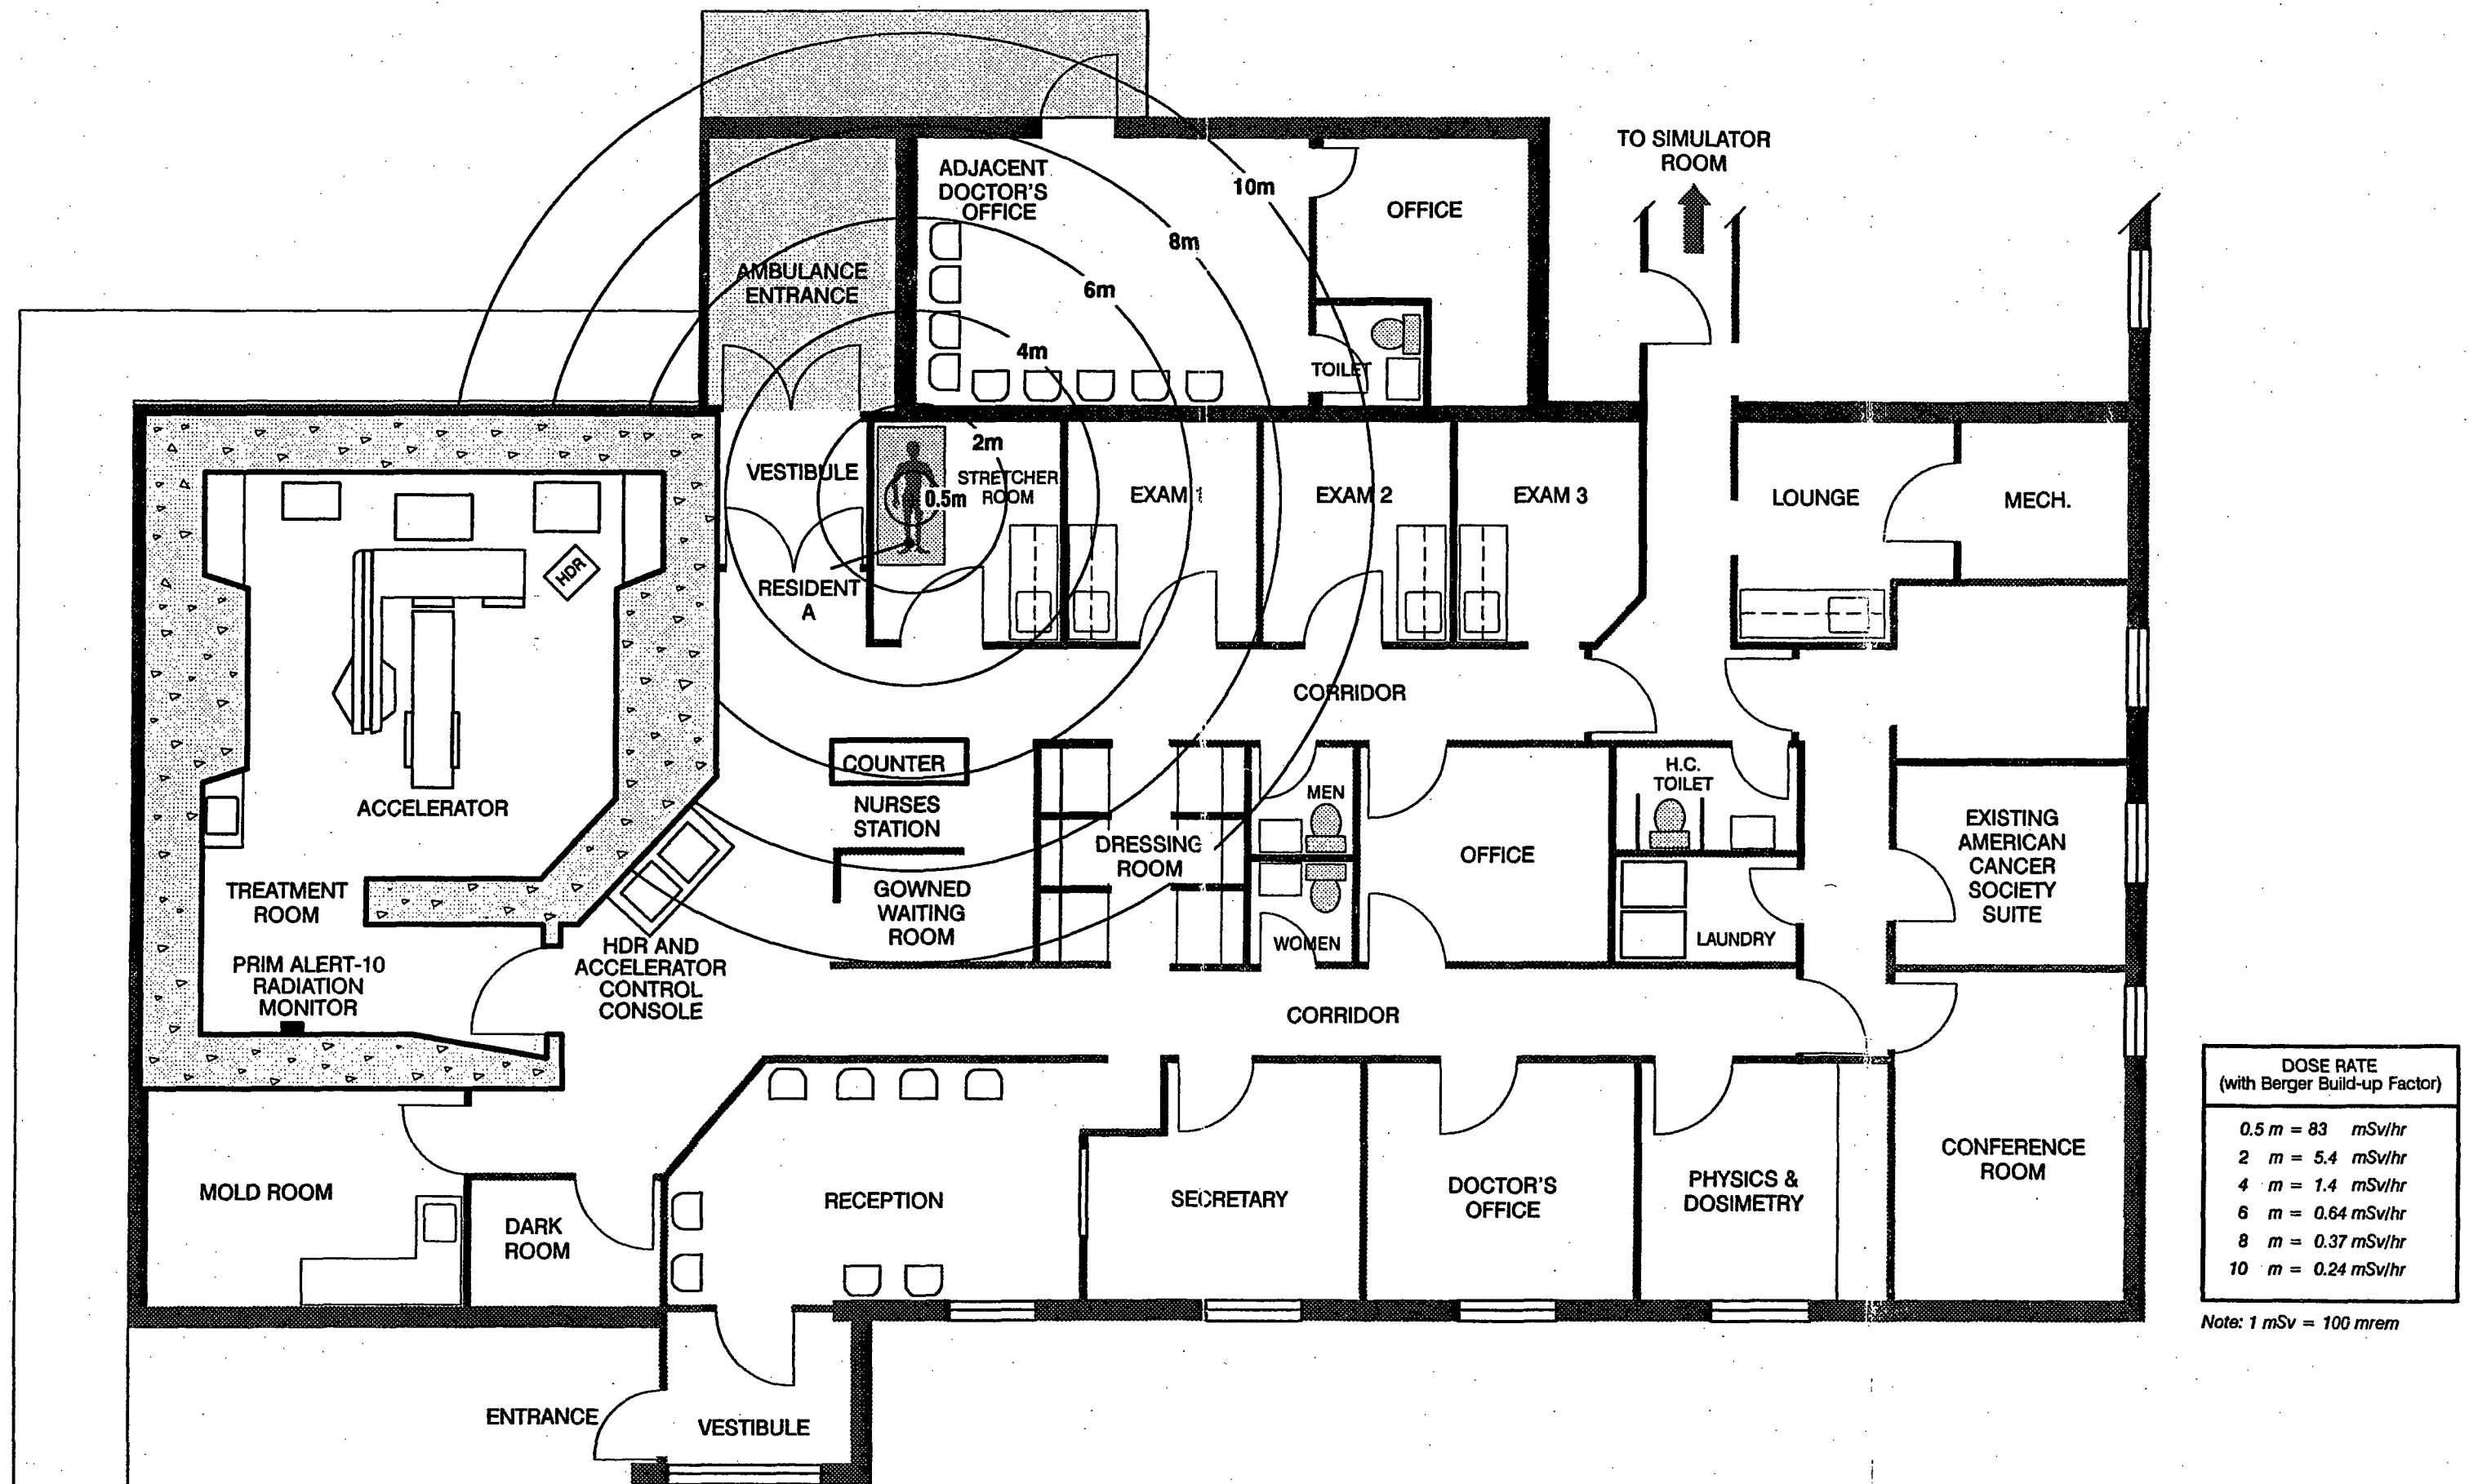 TO SIMULATOR
ROOM
ADJACENT
DOCTOR'S
OFFICE
10m
OFFICE
8m
6m
AMBULANCE
ENTRANCE
4m
TOILET
2m
VESTIBULE
STRETCHER
ROOM
0.5m
EXAM 1
EXAM 2
EXAM 3
LOUNGE
MECH.
HDR
RESIDENT
A
CORRIDOR
COUNTER
H.C.
TOILET
MEN
NURSES
STATION
ACCELERATOR
DRESSING
ROOM
OFFICE
EXISTING
AMERICAN
CANCER
SOCIETY
SUITE
TREATMENT
ROOM
GOWNED
WAITING
ROOM
WOMEN
LAUNDRY
HDR AND
ACCELERATOR
CONTROL
CONSOLE
PRIM ALERT-10
RADIATION
MONITOR
CORRIDOR
DOSE RATE
(with Berger Build-up Factor)
0.5 m = 83 mSv/hr
2 m = 5.4 mSv/hr
4 m = 1.4 mSv/hr
6 m = 0.64 mSv/hr
8 m = 0.37 mSv/hr
10 m = 0.24 mSv/hr
Note: 1 mSv = 100 mrem
CONFERENCE
ROOM
MOLD ROOM
DARK
ROOM
RECEPTION
SECRETARY
DOCTOR'S
OFFICE
PHYSICS &
DOSIMETRY
ENTRANCE
VESTIBULE